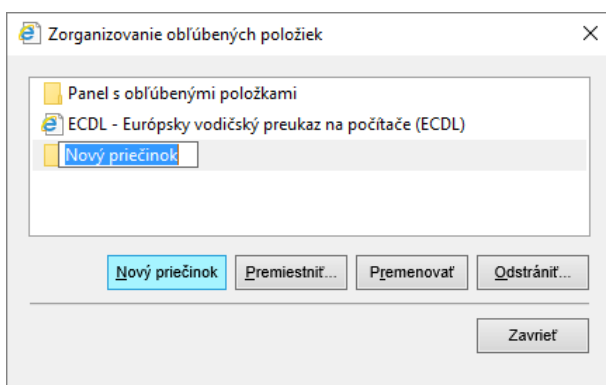 Zorganizovanie obľúbených položiek
Panel s obľúbenými položkami
ECDL - Európsky vodičský preukaz na počítače (ECDL)
Nový priečinok
Nový priečinok Premiestniť... Premenovať Odstrániť...
Zavrieť